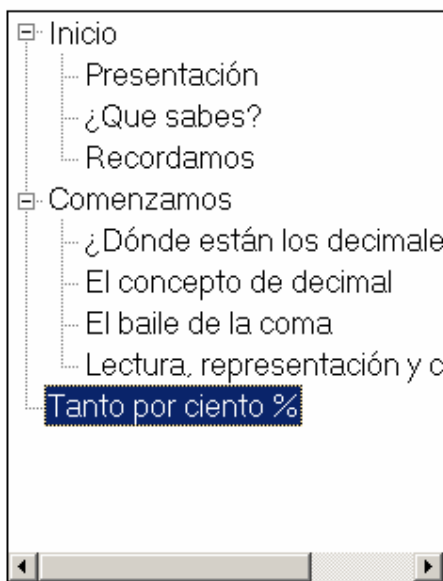 Inicio
Presentación
¿Que sabes?
Recordamos
Comenzamos
¿Dónde están los decimale
El concepto de decimal
El baile de la coma
Lectura, representación y c
Tanto por ciento %